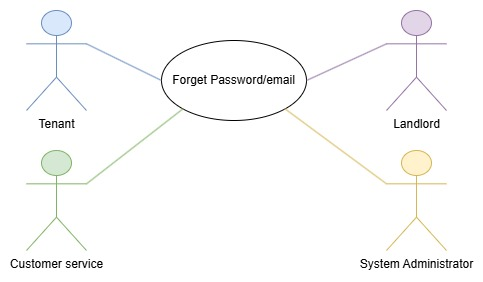 Forget Password/email
Tenant
Landlord
Customer service
System Administrator